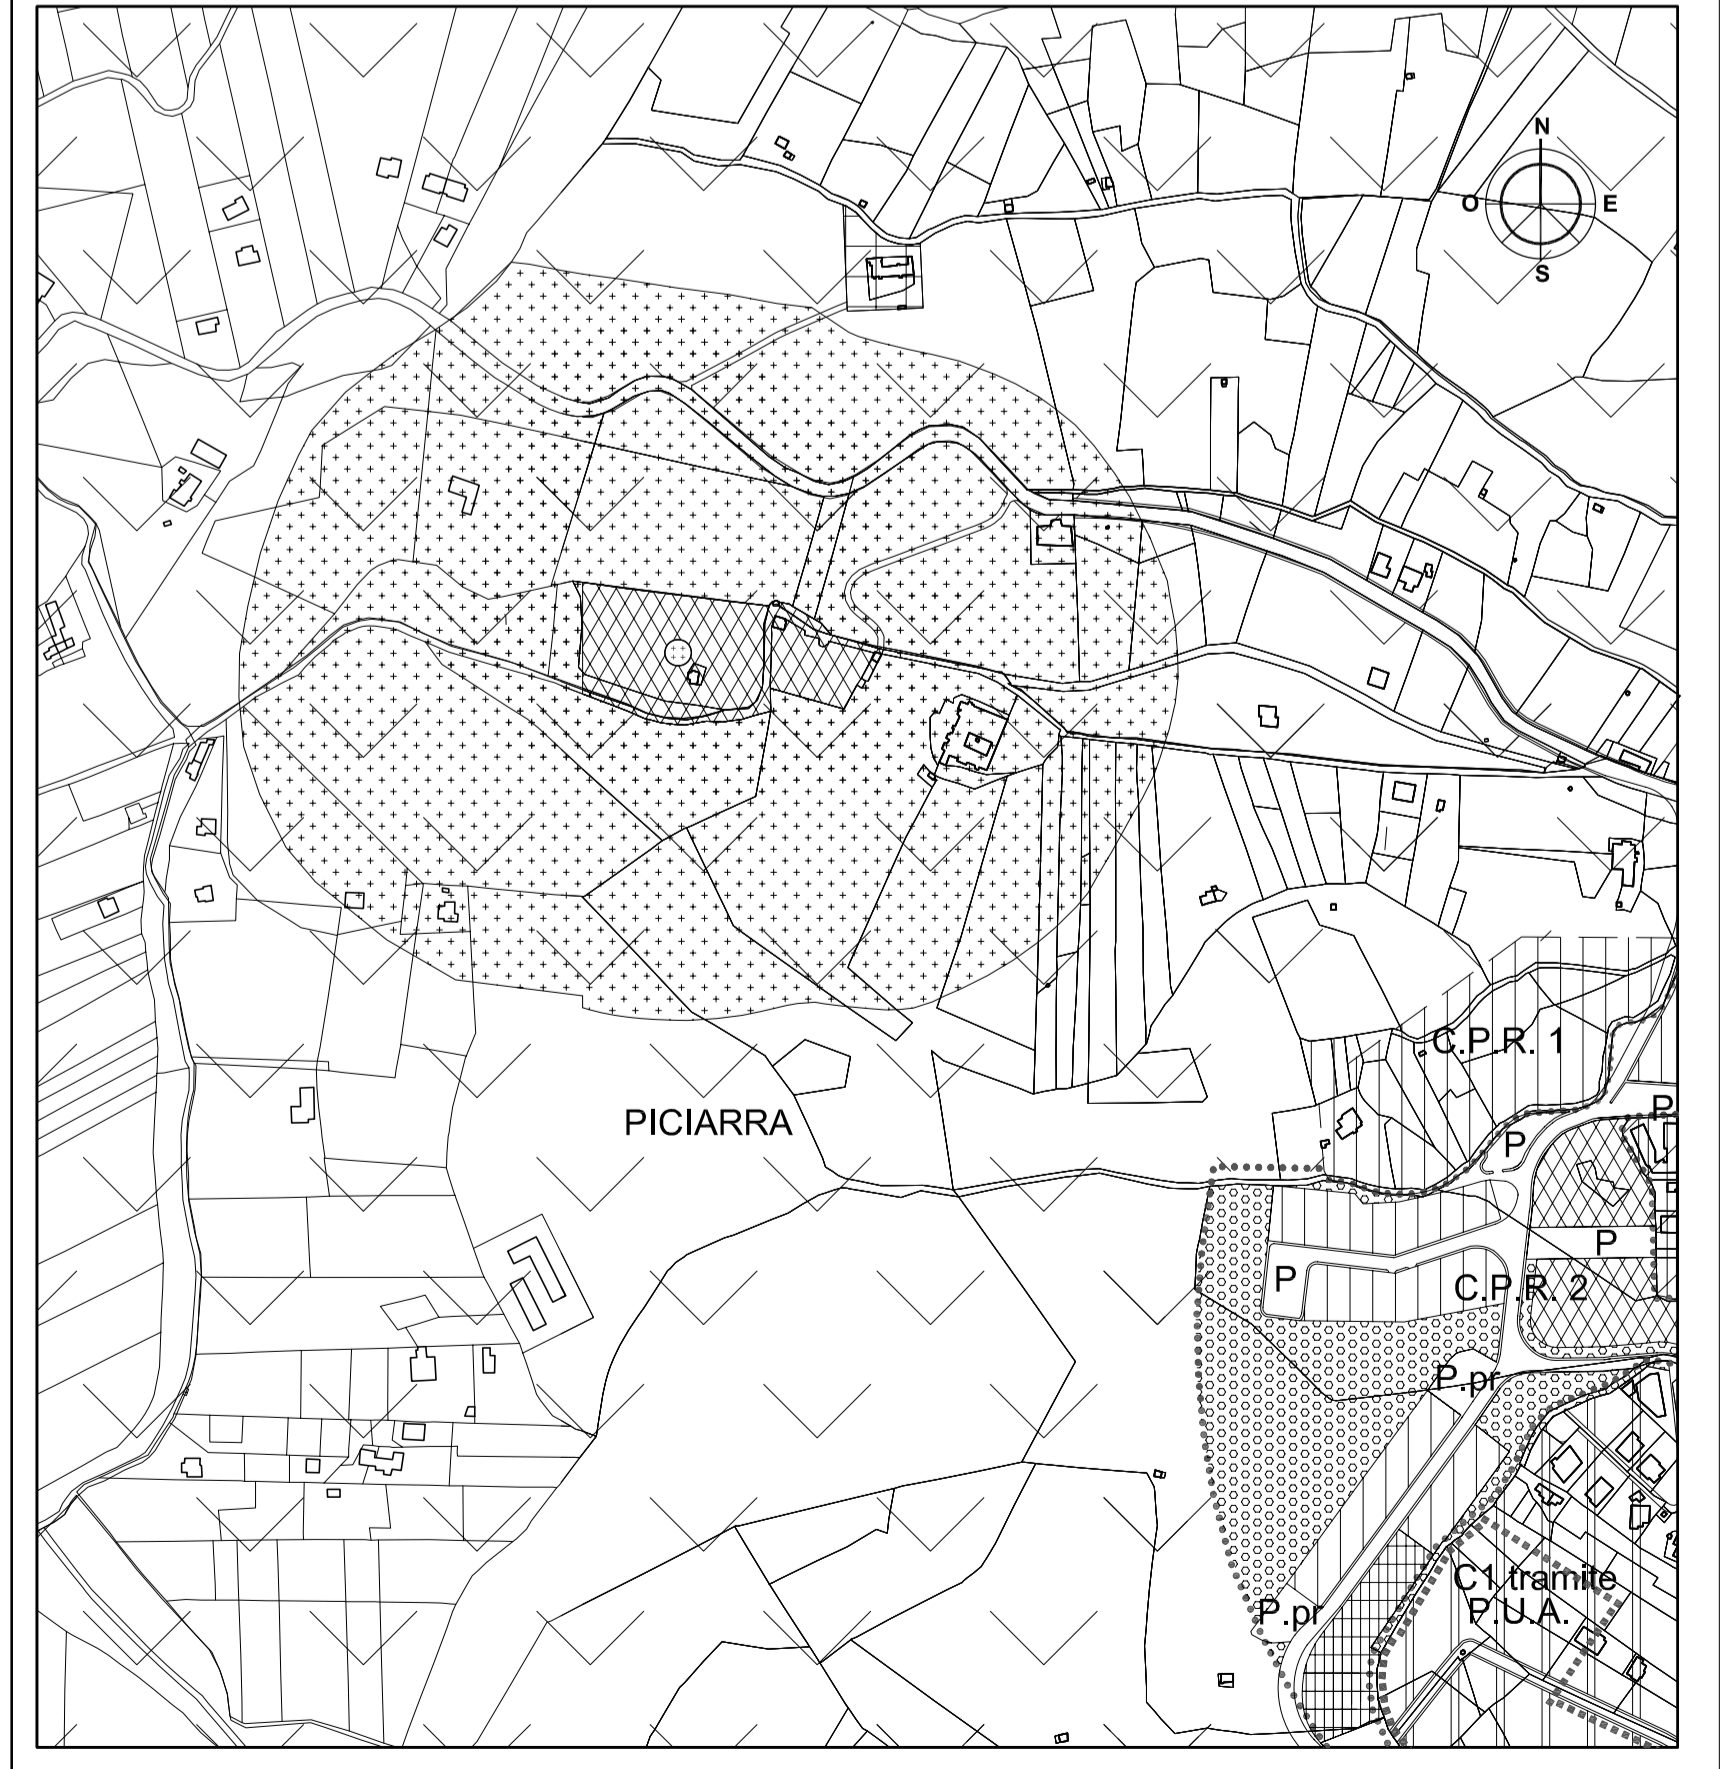 N
O E
S
C.P.R. 1
P
PICIARRA
P
P
P
C.P.R. 2
P.pr
C1 tramite
P.U.A.
P.pr